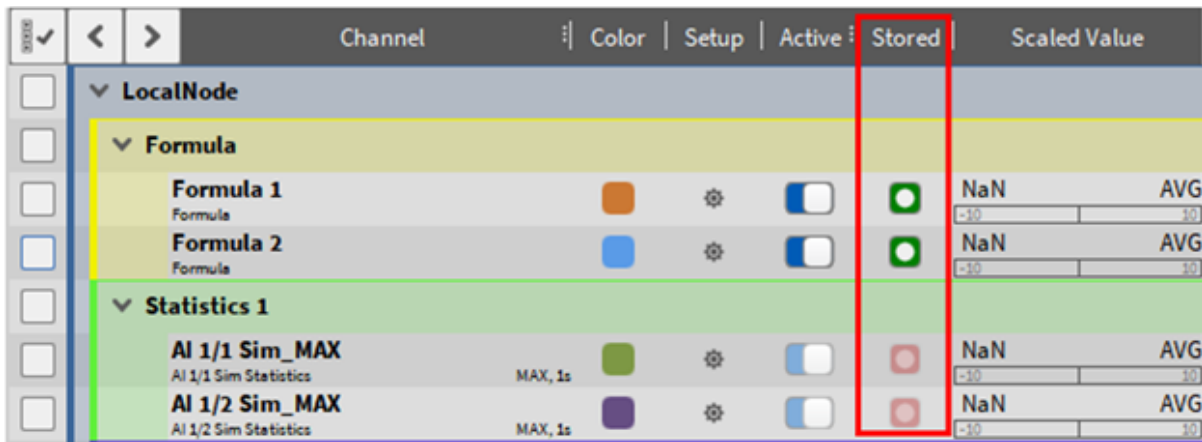 Channel Color Setup Active Stored Scaled Value
LocalNode
Formula
Formula 1 NaN AVG
Formula -10 10
Formula 2 NaN AVG
Formula -10 10
Statistics 1
AI 1/1 Sim_MAX NaN AVG
AI 1/1 Sim Statistics MAX, 1s -10 10
AI 1/2 Sim_MAX NaN AVG
AI 1/2 Sim Statistics MAX, 1s -10 10